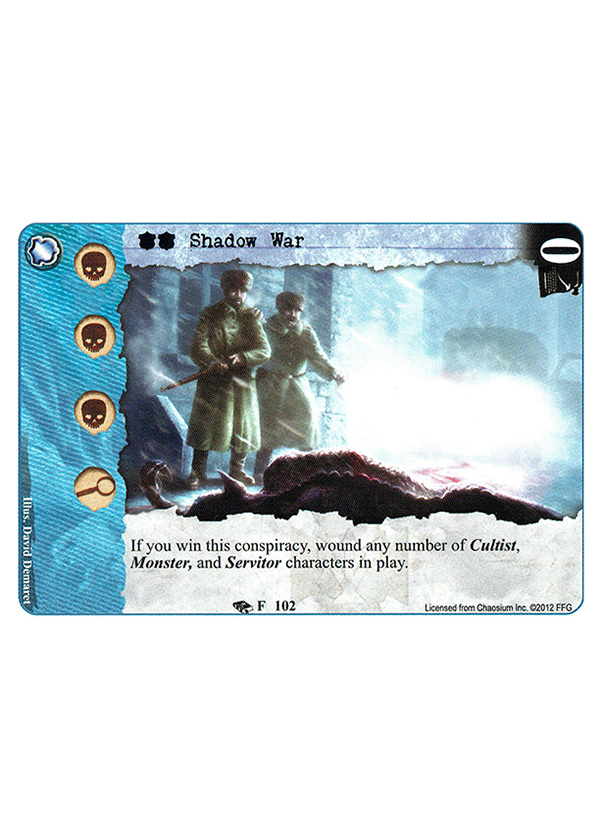 Shadow War
0
If you win this conspiracy, wound any number of Cultist,
Monster, and Servitor characters in play.
Illus. David Demaret
F 102
Licensed from Chaosium Inc. ©2012 FFG